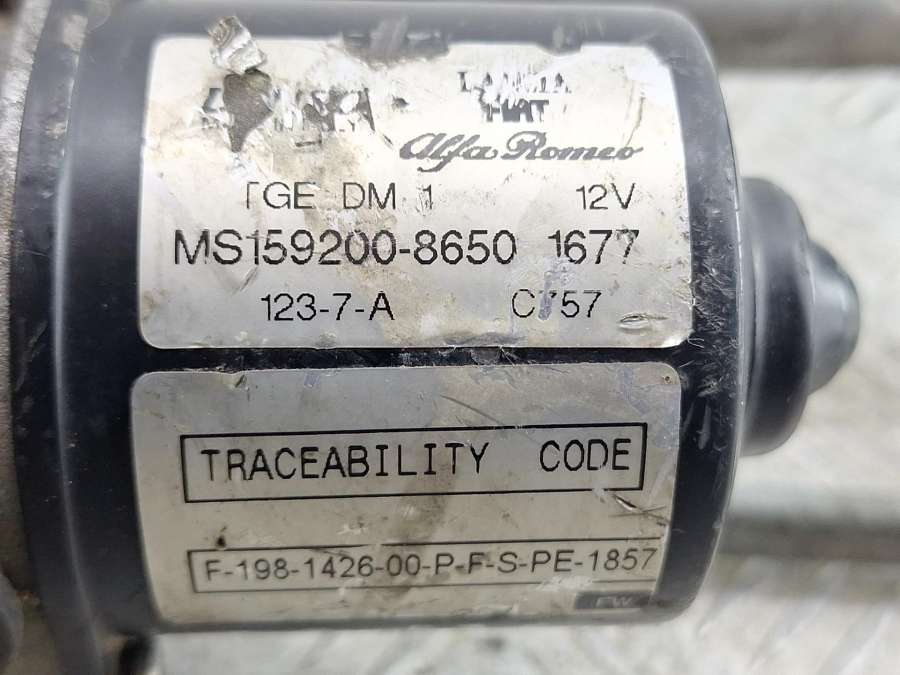 LANCIA
FIAT
Alfa Romeo
TGE DM 1 12V
MS159200-8650 1677
123-7-A C757
TRACEABILITY CODE
F-198-1426-00-P-F-S-PE-1857